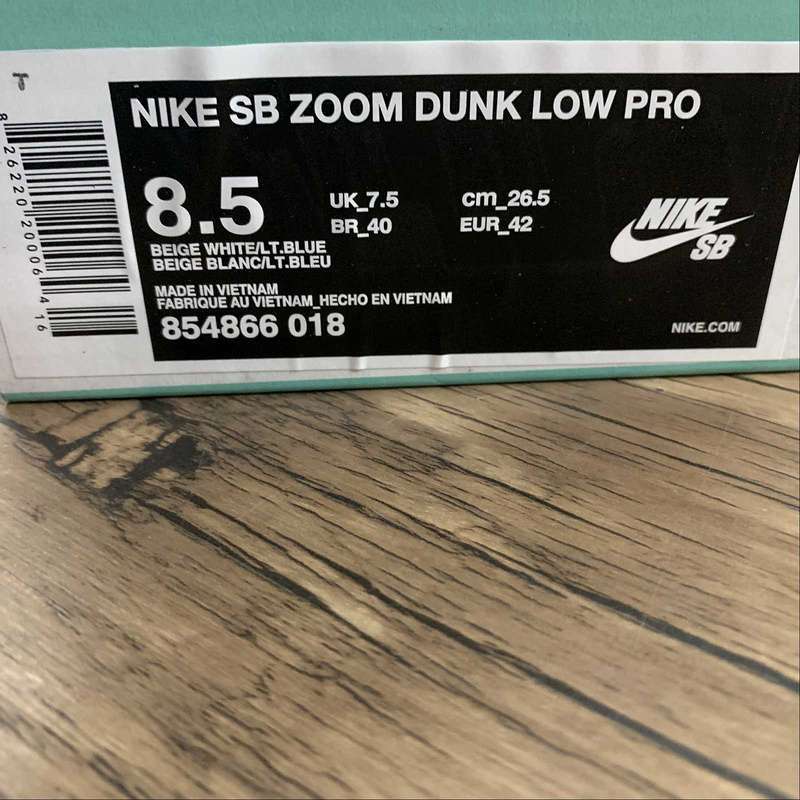 NIKE SB ZOOM DUNK LOW PRO
8.5
UK_7.5 cm_26.5
BR_40 EUR_42
BEIGE WHITE/LT.BLUE
BEIGE BLANC/LT.BLEU
MADE IN VIETNAM
FABRIQUE AU VIETNAM_HECHO EN VIETNAM
854866 018
NIKE
SB
NIKE.COM